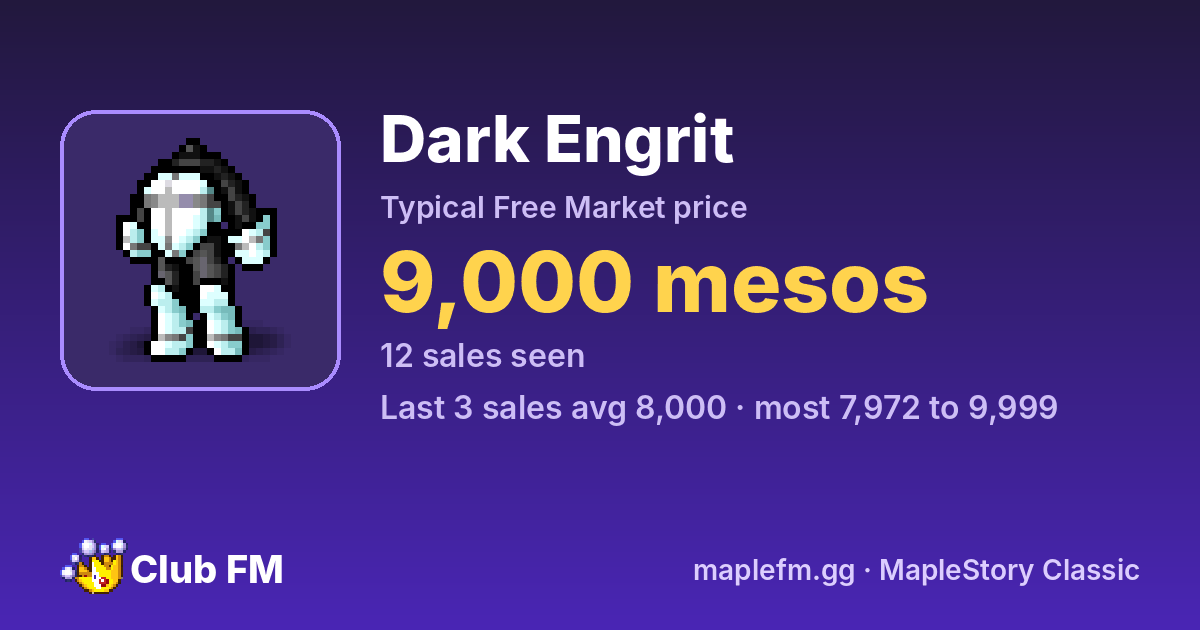 Dark Engrit
Typical Free Market price
9,000 mesos
12 sales seen
Last 3 sales avg 8,000 · most 7,972 to 9,999
Club FM
maplefm.gg · MapleStory Classic